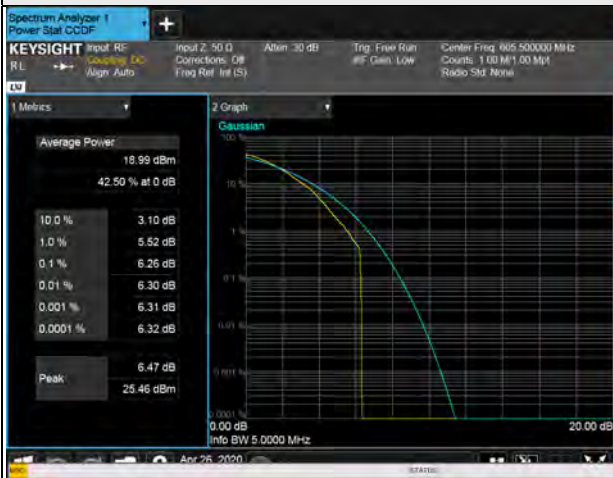 Spectrum Analyzer 1
Power Stat CCDF
+
KEYSIGHT Input: RF Input Z: 50 Ω Atten: 30 dB Trig: Free Run Center Freq: 605.500000 MHz
RL Coupling: DC Corrections: Off #IF Gain: Low Counts: 1.00 M/1.00 Mpt
Align: Auto Freq Ref: Int (S) Radio Std: None
1 Metrics
Average Power
18.99 dBm
42.50 % at 0 dB
10.0 % 3.10 dB
1.0 % 5.52 dB
0.1 % 6.26 dB
0.01 % 6.30 dB
0.001 % 6.31 dB
0.0001 % 6.32 dB
Peak 6.47 dB
25.46 dBm
2 Graph
Gaussian
100 %
10 %
1 %
0.1 %
0.01 %
0.001 %
0.0001 %
0.00 dB 20.00 dB
Info BW 5.0000 MHz
Apr 26, 2020
MSG STATUS